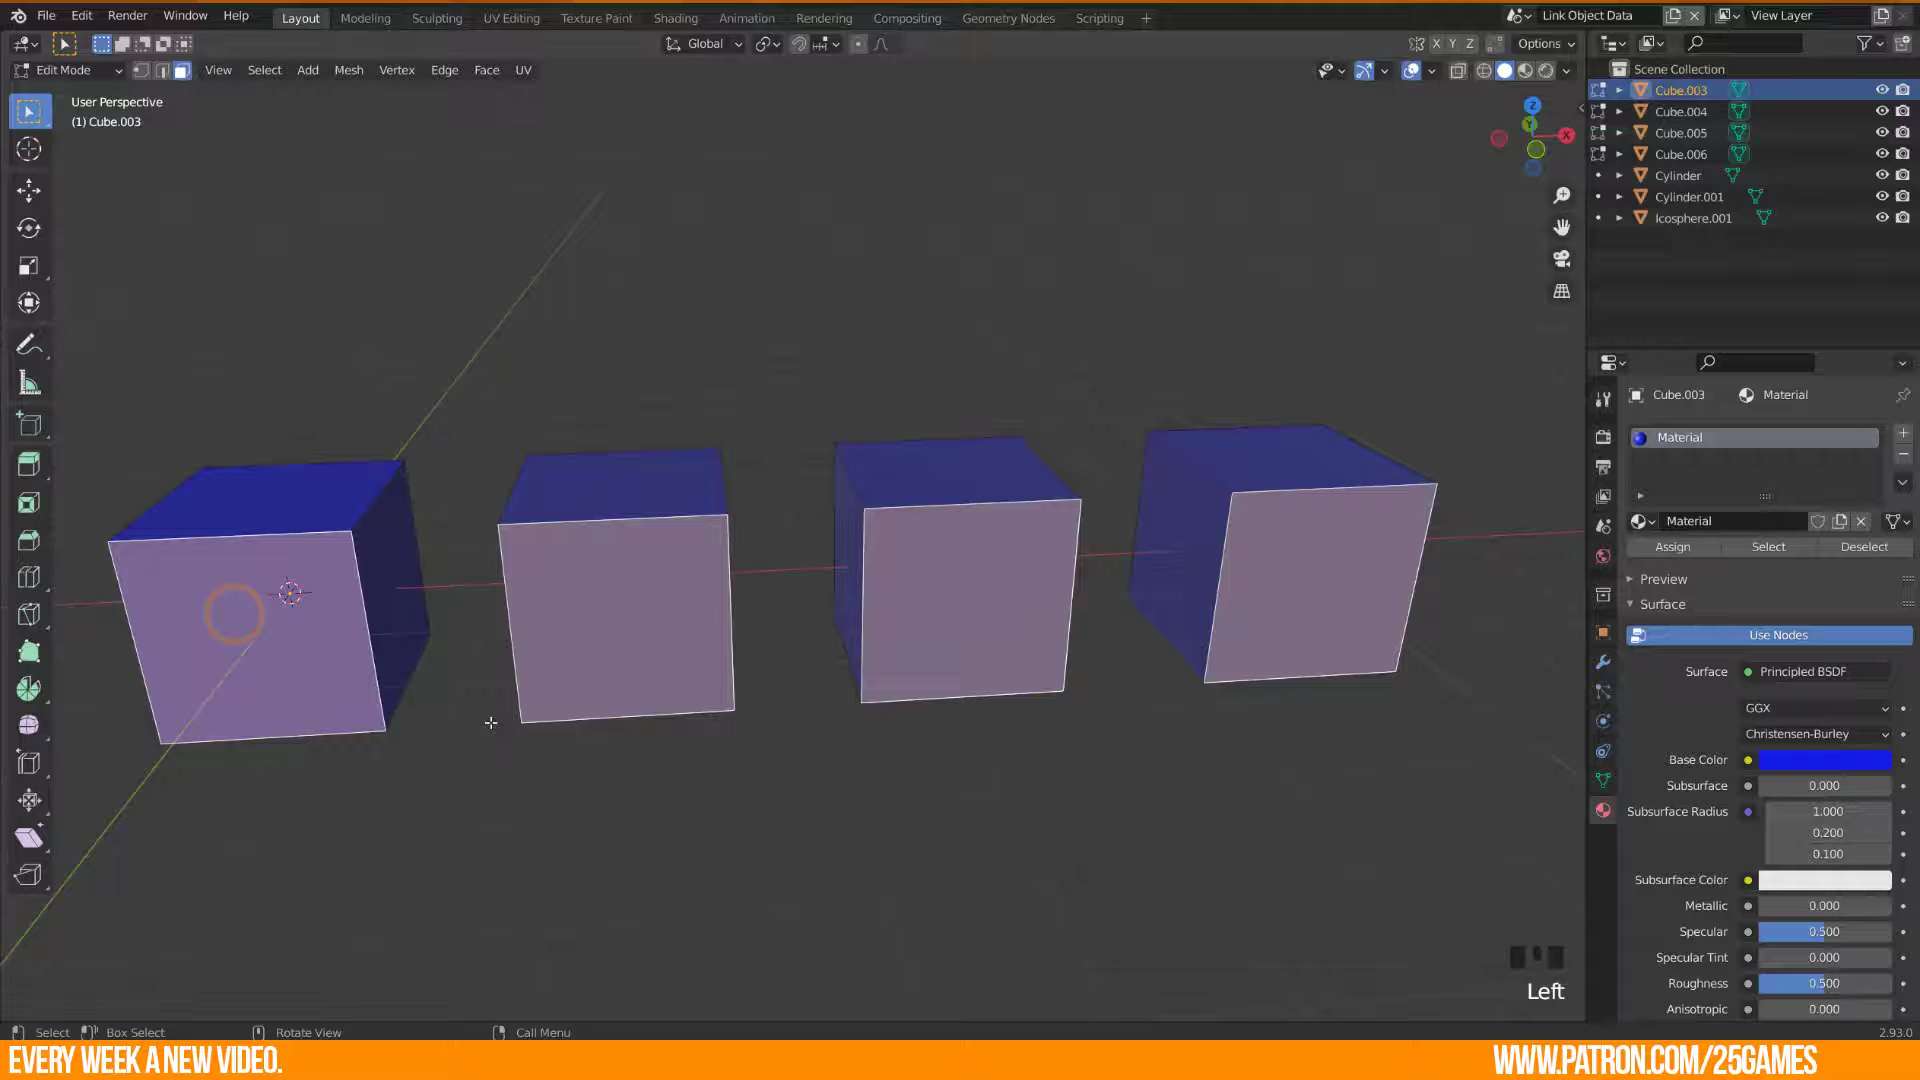 File Edit Render Window Help Layout Modeling Sculpting UV Editing Texture Paint Shading Animation Rendering Compositing Geometry Nodes Scripting + Link Object Data View Layer
Global X Y Z Options
Edit Mode View Select Add Mesh Vertex Edge Face UV
User Perspective
(1) Cube.003
Z
Y
X
Scene Collection
Cube.003
Cube.004
Cube.005
Cube.006
Cylinder
Cylinder.001
Icosphere.001
Cube.003 Material
Material
Material
Assign Select Deselect
Preview
Surface
Use Nodes
Surface Principled BSDF
GGX
Christensen-Burley
Base Color
Subsurface 0.000
Subsurface Radius 1.000
0.200
0.100
Subsurface Color
Metallic 0.000
Specular 0.500
Specular Tint 0.000
Roughness 0.500
Anisotropic 0.000
Left
Select Box Select Rotate View Call Menu 2.93.0
EVERY WEEK A NEW VIDEO. WWW.PATRON.COM/25GAMES